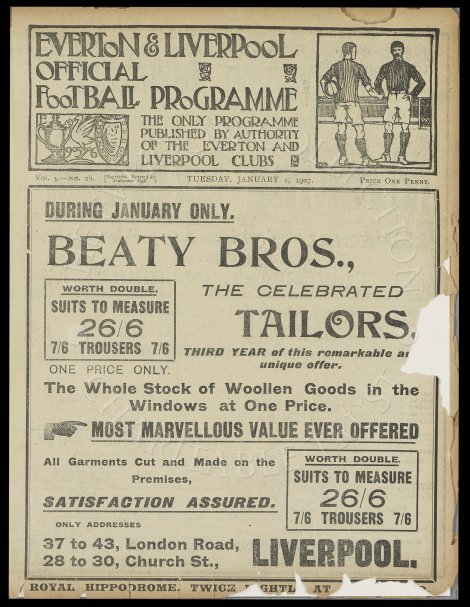 EVERTON & LIVERPOOL
OFFICIAL
FOOTBALL PROGRAMME
THE ONLY PROGRAMME
PUBLISHED BY AUTHORITY
OF THE EVERTON AND
LIVERPOOL CLUBS
Vol. 3.—No. 28.
TUESDAY, JANUARY 1, 1907.
PRICE ONE PENNY.
DURING JANUARY ONLY.
BEATY BROS.,
WORTH DOUBLE.
SUITS TO MEASURE
26/6
7/6 TROUSERS 7/6
ONE PRICE ONLY.
THE CELEBRATED
TAILORS.
THIRD YEAR of this remarkable
unique offer.
The Whole Stock of Woollen Goods in the
Windows at One Price.
MOST MARVELLOUS VALUE EVER OFFERED
All Garments Cut and Made on the
Premises,
SATISFACTION ASSURED.
WORTH DOUBLE.
SUITS TO MEASURE
26/6
7/6 TROUSERS 7/6
ONLY ADDRESSES
37 to 43, London Road,
28 to 30, Church St.,
LIVERPOOL.
ROYAL HIPPODROME. TWICE NIGHTLY AT